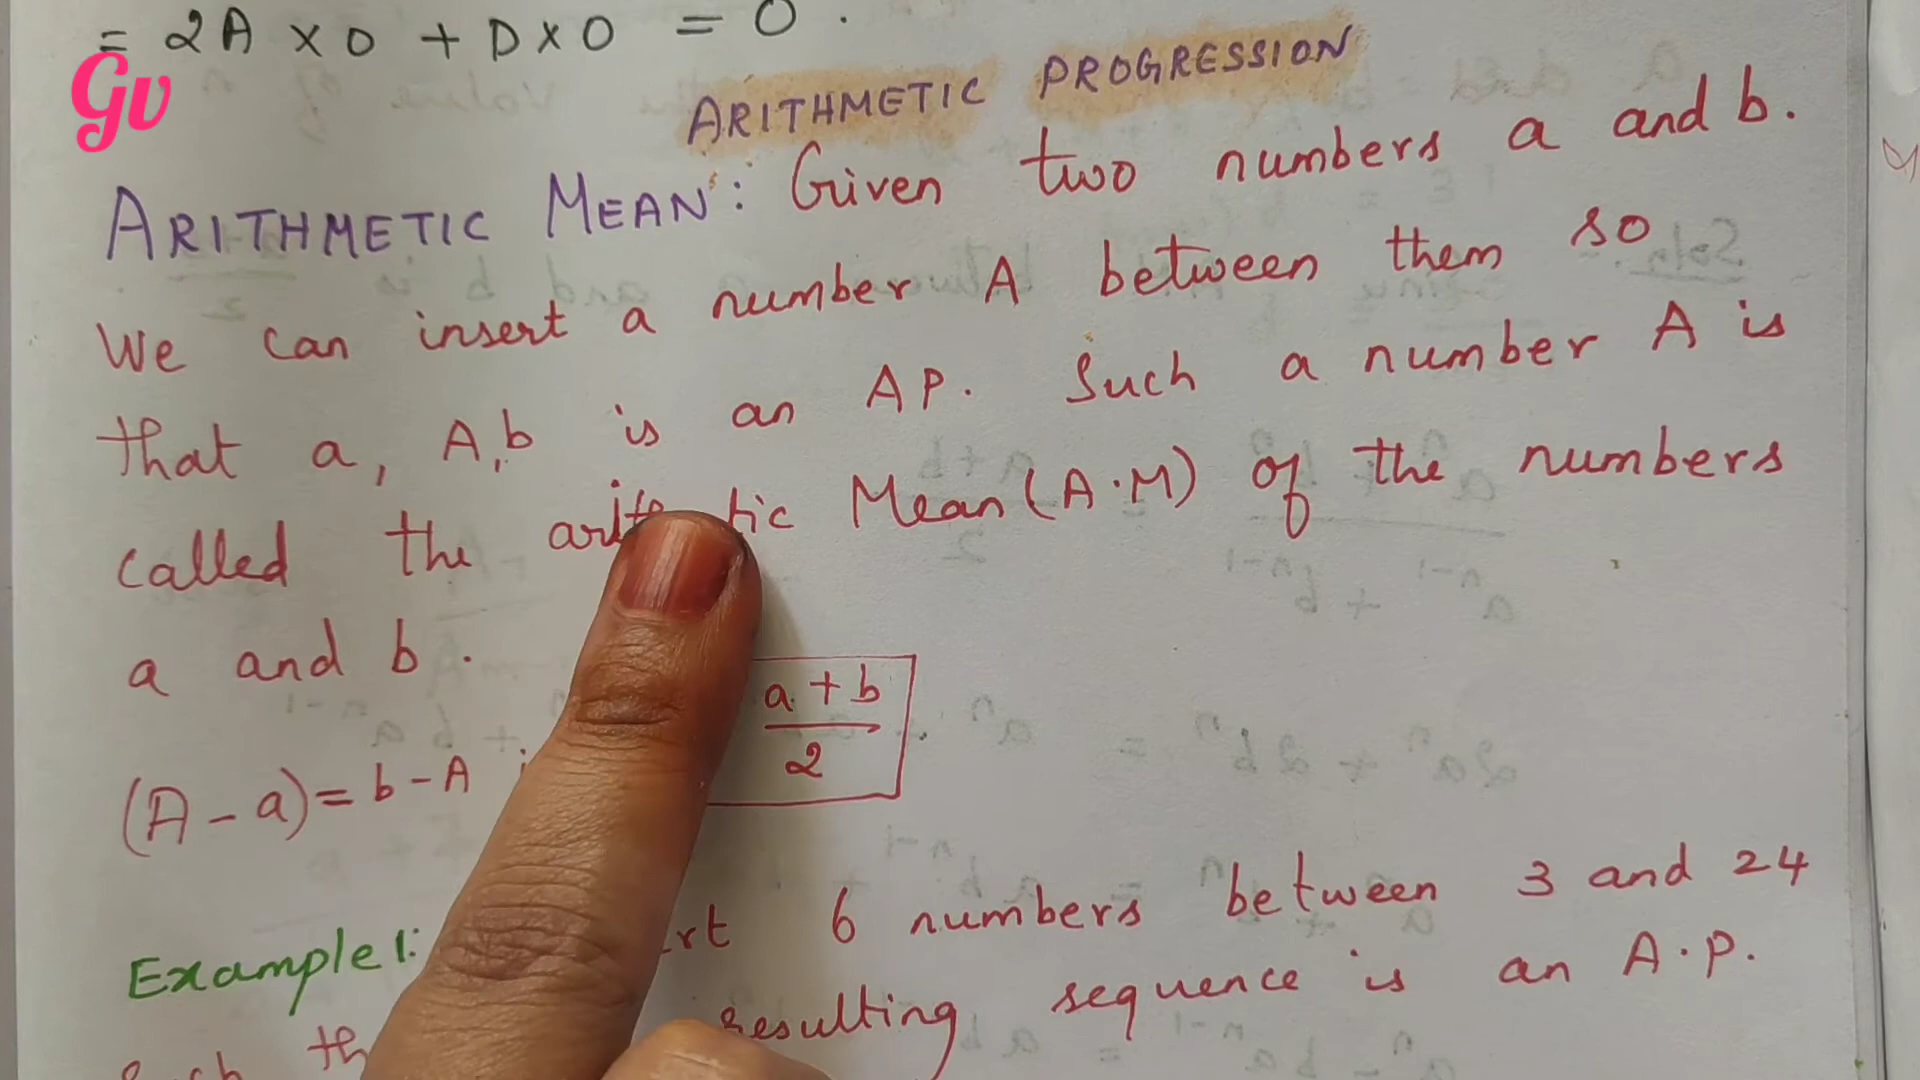 = 2A × 0 + D × 0 = 0.
Gv
ARITHMETIC PROGRESSION
ARITHMETIC MEAN: Given two numbers a and b.
We can insert a number A between them so
that a, A, b is an AP. Such a number A is
called the Mean (A.M) of the numbers
a and b.
(A - a) = b - A a + b / 2.
Example 1: 6 numbers between 3 and 24
resulting sequence is an A.P.